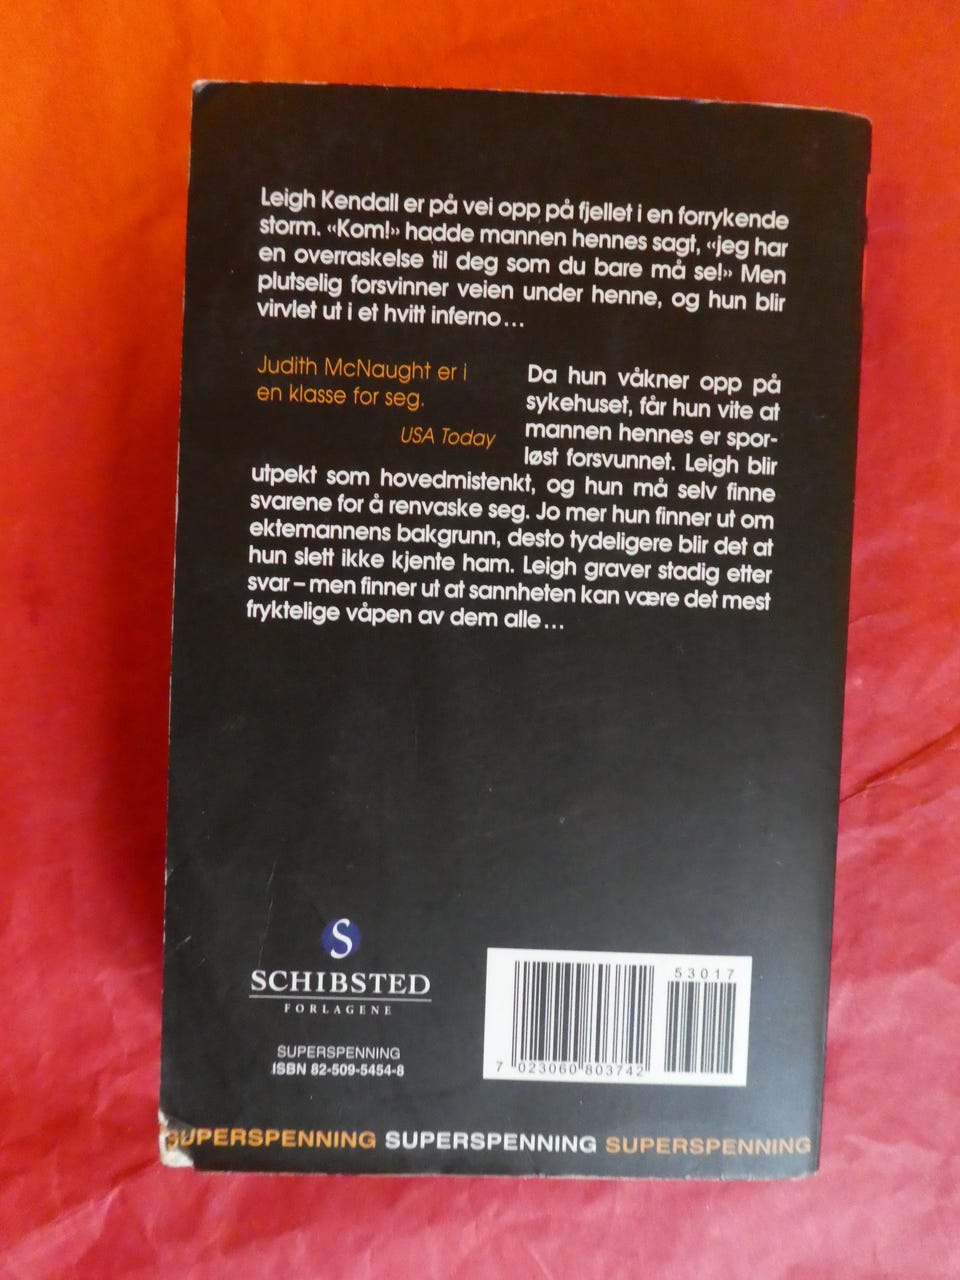 Leigh Kendall er på vei opp på fjellet i en forrykende
storm. «Kom!» hadde mannen hennes sagt, «jeg har
en overraskelse til deg som du bare må se!» Men
plutselig forsvinner veien under henne, og hun blir
virvlet ut i et hvitt inferno...
Judith McNaught er i
en klasse for seg.
USA Today
Da hun våkner opp på
sykehuset, får hun vite at
mannen hennes er spor-
løst forsvunnet. Leigh blir
utpekt som hovedmistenkt, og hun må selv finne
svarene for å renvaske seg. Jo mer hun finner ut om
ektemannens bakgrunn, desto tydeligere blir det at
hun slett ikke kjente ham. Leigh graver stadig etter
svar – men finner ut at sannheten kan være det mest
fryktelige våpen av dem alle...
S
SCHIBSTED
FORLAGENE
SUPERSPENNING
ISBN 82-509-5454-8
53017
7 023060 803742
SUPERSPENNING SUPERSPENNING SUPERSPENNING